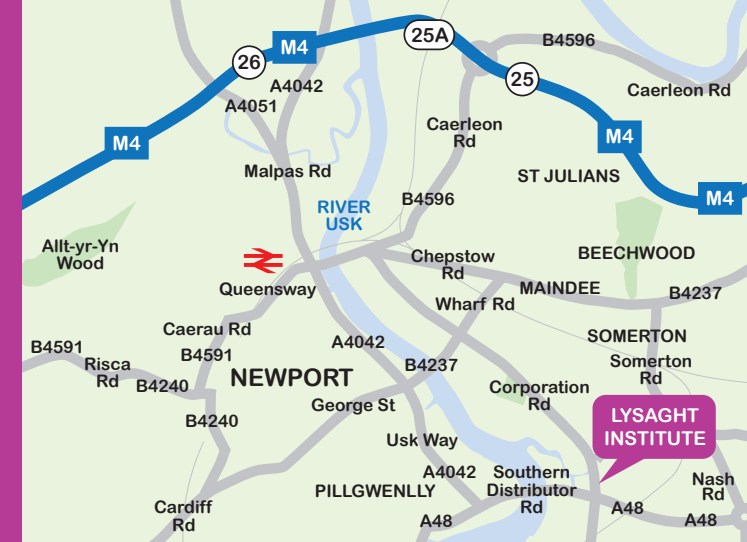 25A
B4596
M4
26
25
A4042
Caerleon Rd
A4051
Caerleon
Rd
M4
M4
Malpas Rd
ST JULIANS
M4
B4596
RIVER
USK
Allt-yr-Yn
Wood
Chepstow
Rd
BEECHWOOD
Queensway
MAINDEE
B4237
Wharf Rd
Caerau Rd
SOMERTON
A4042
B4591
B4591
Risca
Rd
B4240
B4237
Somerton
Rd
NEWPORT
Corporation
Rd
George St
B4240
LYSAGHT
INSTITUTE
Usk Way
A4042
Southern
Distributor
Rd
PILLGWENLLY
Nash
Rd
Cardiff
Rd
A48
A48
A48